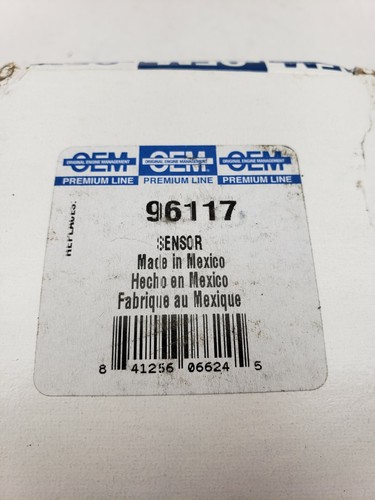 OEM OEM OEM
ORIGINAL ENGINE MANAGEMENT ORIGINAL ENGINE MANAGEMENT ORIGINAL ENGINE MANAGEMENT
PREMIUM LINE PREMIUM LINE PREMIUM LINE
REPLACES:
96117
SENSOR
Made in Mexico
Hecho en Mexico
Fabrique au Mexique
8 41256 06624 5